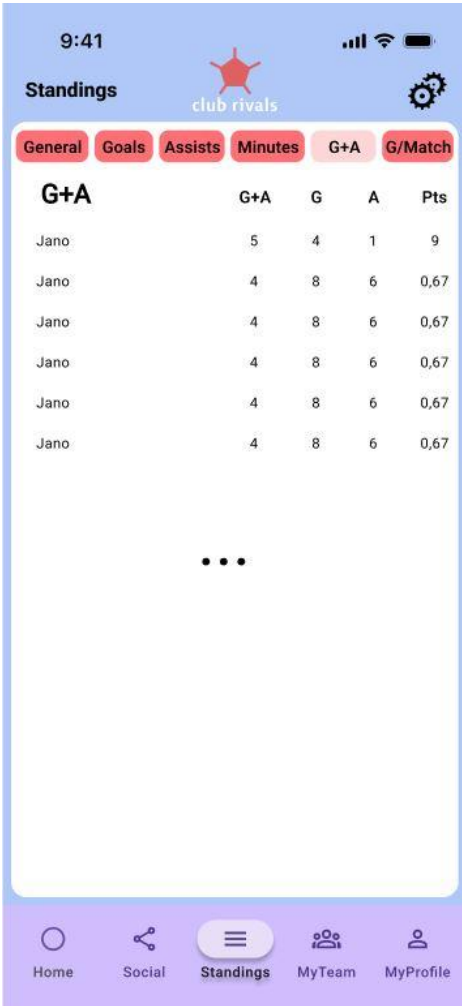 9:41
Standings
club rivals
General Goals Assists Minutes G+A G/Match
G+A G+A G A Pts
Jano 5 4 1 9
Jano 4 8 6 0,67
Jano 4 8 6 0,67
Jano 4 8 6 0,67
Jano 4 8 6 0,67
Jano 4 8 6 0,67
...
Home Social Standings MyTeam MyProfile